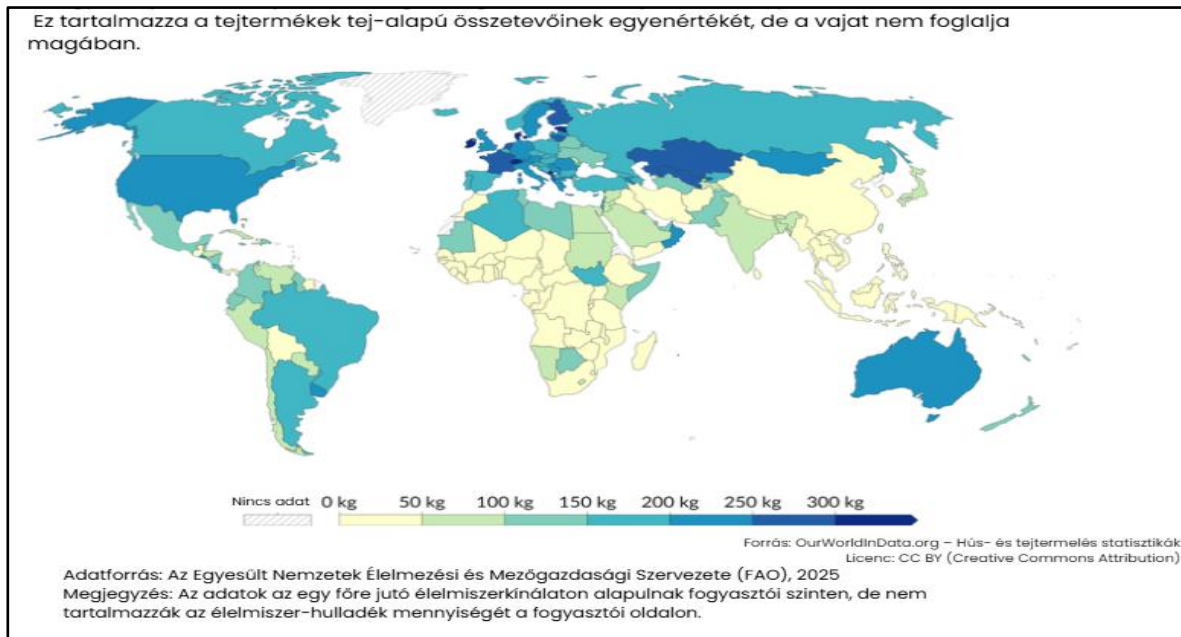 Ez tartalmazza a tejtermékek tej-alapú összetevőinek egyenértékét, de a vajat nem foglalja
magában.
Nincs adat 0 kg 50 kg 100 kg 150 kg 200 kg 250 kg 300 kg
Forrás: OurWorldInData.org – Hús- és tejtermelés statisztikák
Licenc: CC BY (Creative Commons Attribution)
Adatforrás: Az Egyesült Nemzetek Élelmezési és Mezőgazdasági Szervezete (FAO), 2025
Megjegyzés: Az adatok az egy főre jutó élelmiszerkínálaton alapulnak fogyasztói szinten, de nem
tartalmazzák az élelmiszer-hulladék mennyiségét a fogyasztói oldalon.